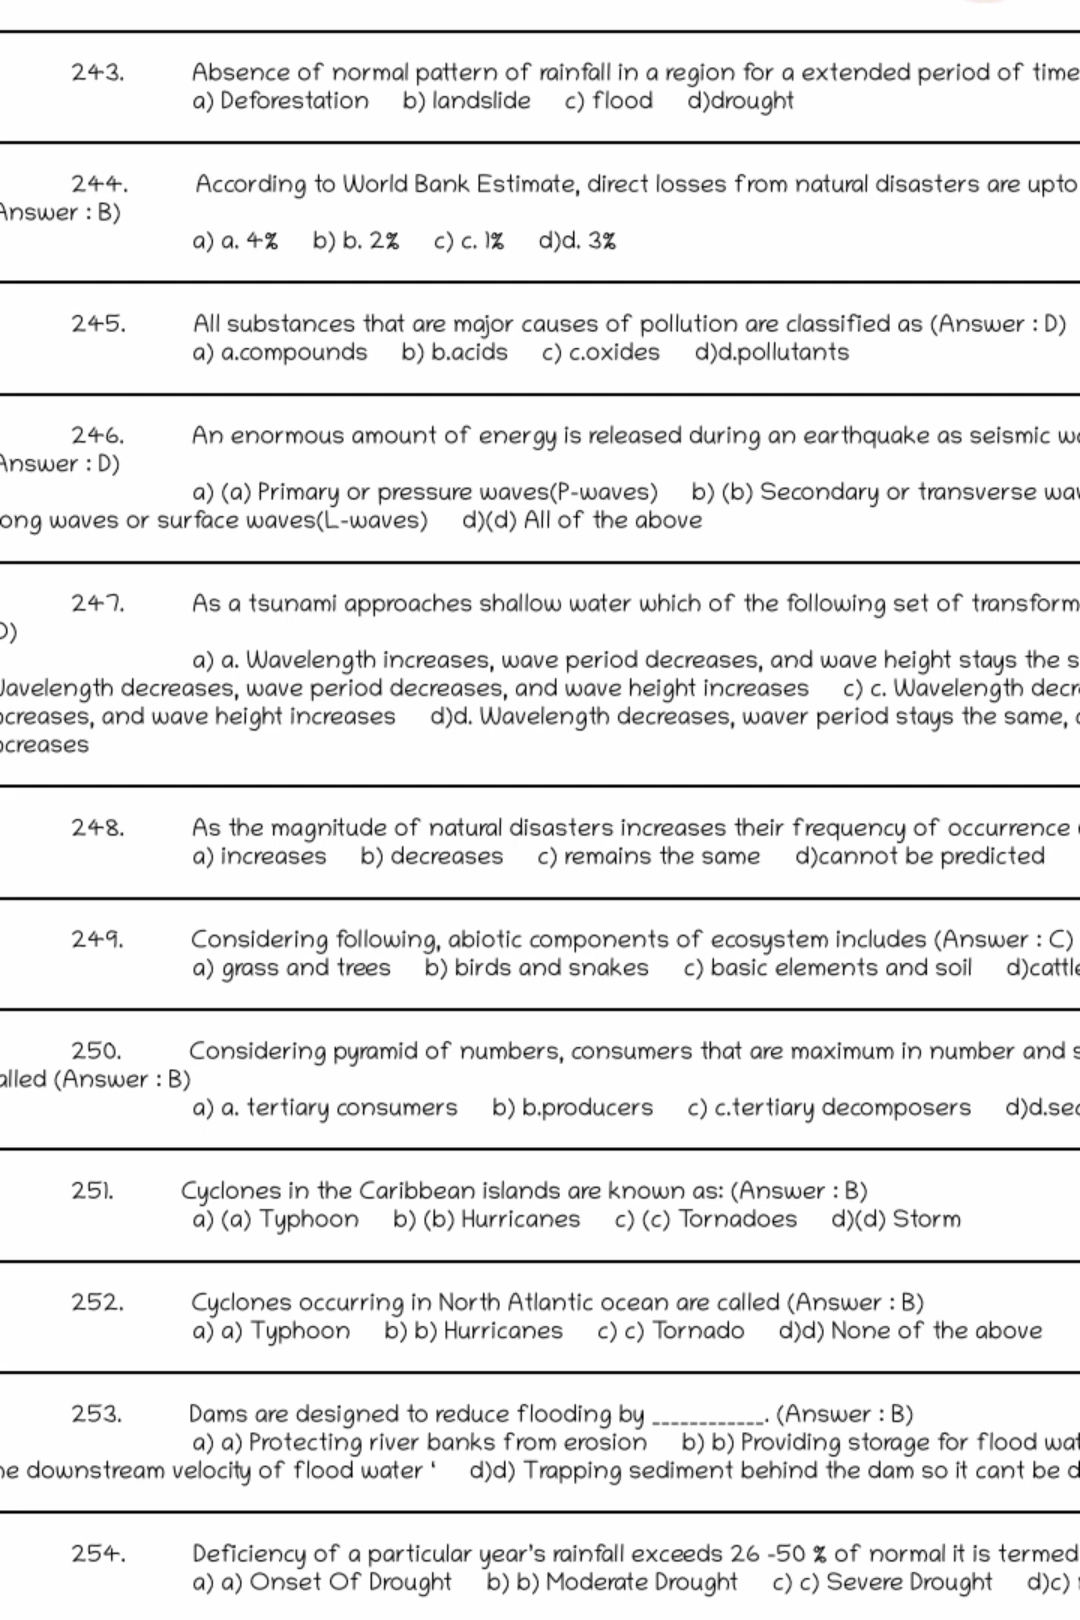 243. Absence of normal pattern of rainfall in a region for a extended period of time
a) Deforestation b) landslide c) flood d)drought
244. According to World Bank Estimate, direct losses from natural disasters are upto
Answer : B)
a) a. 4% b) b. 2% c) c. 1% d)d. 3%
245. All substances that are major causes of pollution are classified as (Answer : D)
a) a.compounds b) b.acids c) c.oxides d)d.pollutants
246. An enormous amount of energy is released during an earthquake as seismic
Answer : D)
a) (a) Primary or pressure waves(P-waves) b) (b) Secondary or transverse
ong waves or surface waves(L-waves) d)(d) All of the above
247. As a tsunami approaches shallow water which of the following set of transform
D)
a) a. Wavelength increases, wave period decreases, and wave height stays the s
Wavelength decreases, wave period decreases, and wave height increases c) c. Wavelength decr
creases, and wave height increases d)d. Wavelength decreases, waver period stays the same,
creases
248. As the magnitude of natural disasters increases their frequency of occurrence
a) increases b) decreases c) remains the same d)cannot be predicted
249. Considering following, abiotic components of ecosystem includes (Answer : C)
a) grass and trees b) birds and snakes c) basic elements and soil d)cattle
250. Considering pyramid of numbers, consumers that are maximum in number and s
alled (Answer : B)
a) a. tertiary consumers b) b.producers c) c.tertiary decomposers d)d.sec
251. Cyclones in the Caribbean islands are known as: (Answer : B)
a) (a) Typhoon b) (b) Hurricanes c) (c) Tornadoes d)(d) Storm
252. Cyclones occurring in North Atlantic ocean are called (Answer : B)
a) a) Typhoon b) b) Hurricanes c) c) Tornado d)d) None of the above
253. Dams are designed to reduce flooding by ____________. (Answer : B)
a) a) Protecting river banks from erosion b) b) Providing storage for flood wat
he downstream velocity of flood water ‘ d)d) Trapping sediment behind the dam so it cant be d
254. Deficiency of a particular year's rainfall exceeds 26 -50 % of normal it is termed
a) a) Onset Of Drought b) b) Moderate Drought c) c) Severe Drought d)c)